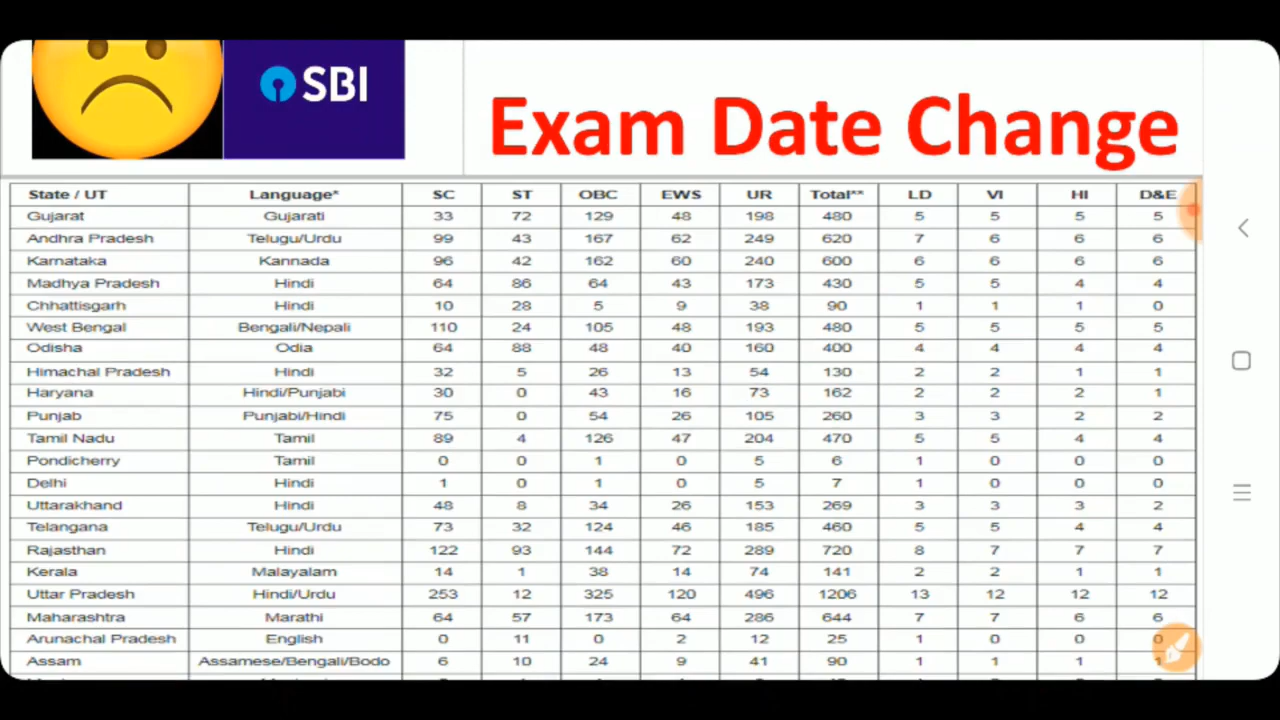 SBI
Exam Date Change
State / UT Language* SC ST OBC EWS UR Total** LD VI HI D&E
Gujarat Gujarati 33 72 129 48 198 480 5 5 5 5
Andhra Pradesh Telugu/Urdu 99 43 167 62 249 620 7 6 6 6
Karnataka Kannada 96 42 162 60 240 600 6 6 6 6
Madhya Pradesh Hindi 64 86 64 43 173 430 5 5 4 4
Chhattisgarh Hindi 10 28 5 9 38 90 1 1 1 0
West Bengal Bengali/Nepali 110 24 105 48 193 480 5 5 5 5
Odisha Odia 64 88 48 40 160 400 4 4 4 4
Himachal Pradesh Hindi 32 5 26 13 54 130 2 2 1 1
Haryana Hindi/Punjabi 30 0 43 16 73 162 2 2 2 1
Punjab Punjabi/Hindi 75 0 54 26 105 260 3 3 2 2
Tamil Nadu Tamil 89 4 126 47 204 470 5 5 4 4
Pondicherry Tamil 0 0 1 0 5 6 1 0 0 0
Delhi Hindi 1 0 1 0 5 7 1 0 0 0
Uttarakhand Hindi 48 8 34 26 153 269 3 3 3 2
Telangana Telugu/Urdu 73 32 124 46 185 460 5 5 4 4
Rajasthan Hindi 122 93 144 72 289 720 8 7 7 7
Kerala Malayalam 14 1 38 14 74 141 2 2 1 1
Uttar Pradesh Hindi/Urdu 253 12 325 120 496 1206 13 12 12 12
Maharashtra Marathi 64 57 173 64 286 644 7 7 6 6
Arunachal Pradesh English 0 11 0 2 12 25 1 0 0 0
Assam Assamese/Bengali/Bodo 6 10 24 9 41 90 1 1 1 1